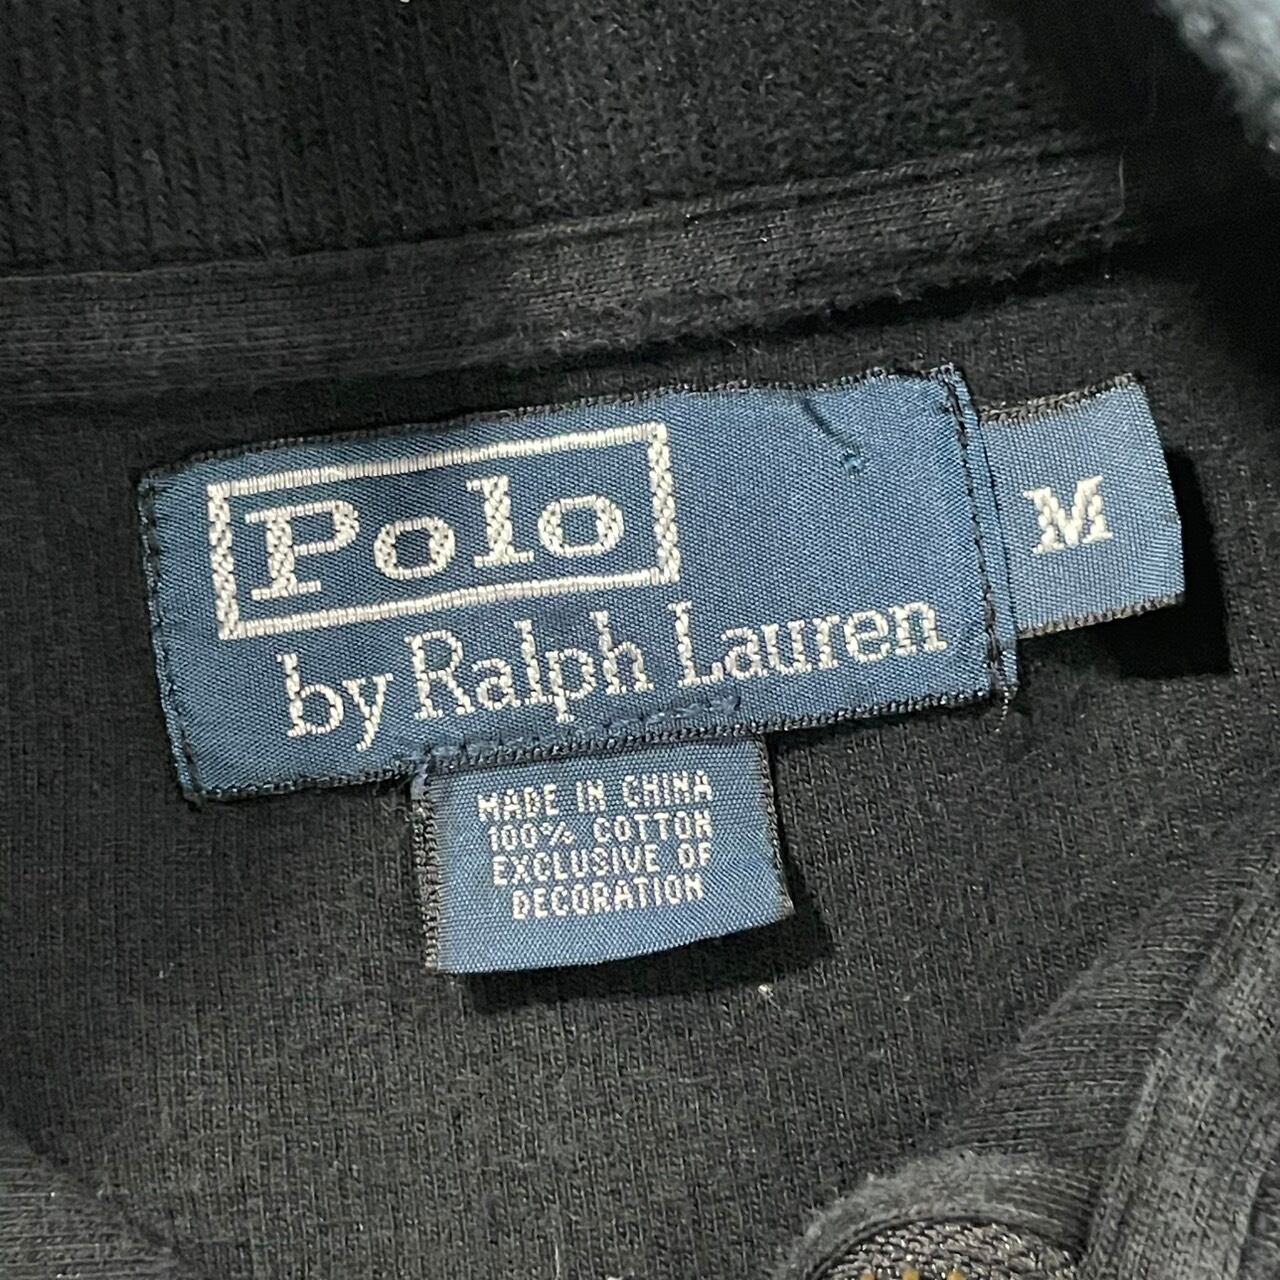 Polo
by Ralph Lauren
M
MADE IN CHINA
100% COTTON
EXCLUSIVE OF
DECORATION